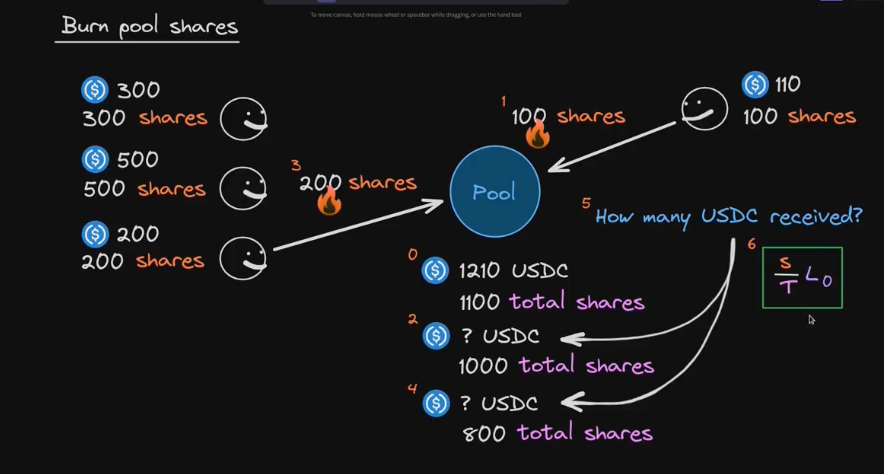 To move canvas, hold mouse wheel or spacebar while dragging, or use the hand tool
Burn pool shares
300
300 shares
500
500 shares
200
200 shares
3
200 shares
1
100 shares
110
100 shares
Pool
5
How many USDC received?
6
S
T
L0
0
1210 USDC
1100 total shares
2
? USDC
1000 total shares
4
? USDC
800 total shares